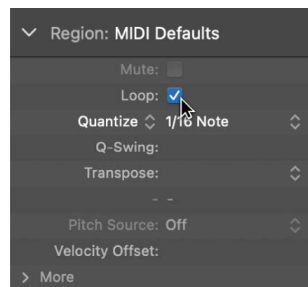 Region: MIDI Defaults
Mute:
Loop:
Quantize 1/16 Note
Q-Swing:
Transpose:
- -
Pitch Source: Off
Velocity Offset:
More